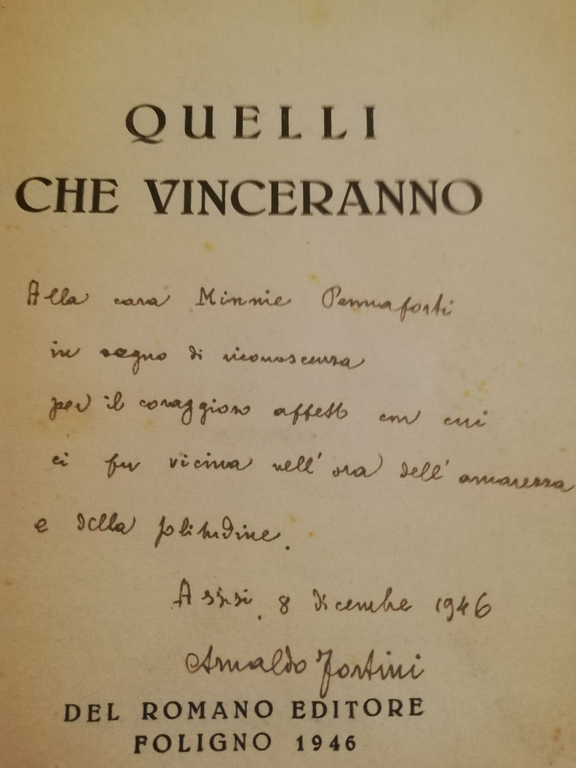 QUELLI
CHE VINCERANNO
Alla cara Minnie Pennaforti
in segno di riconoscenza
per il coraggioso affetto con cui
ci fu vicina nell'ora dell'amarezza
e della solitudine.
Assisi, 8 dicembre 1946
Arnaldo Fortini
DEL ROMANO EDITORE
FOLIGNO 1946